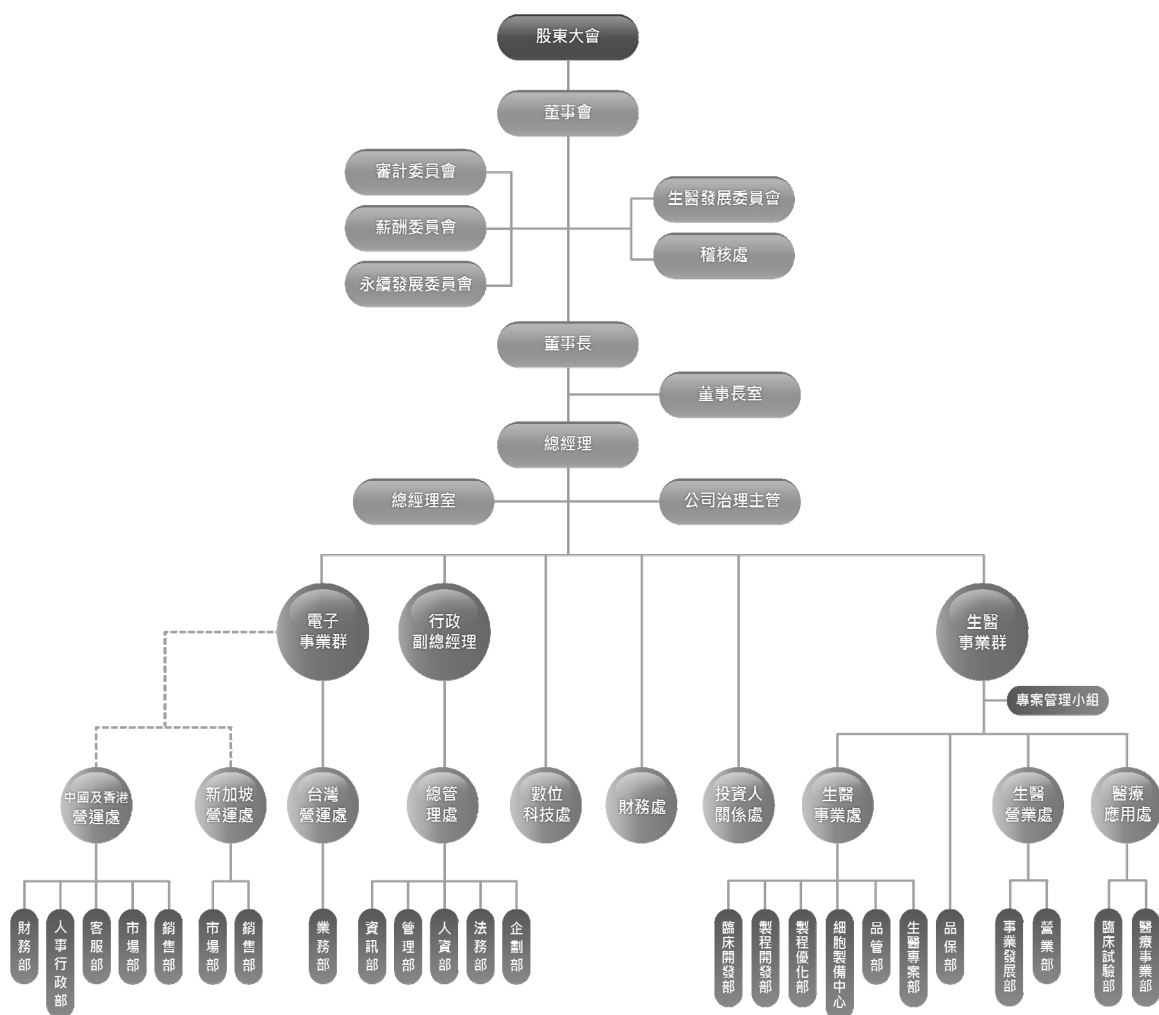 股東大會
董事會
審計委員會
薪酬委員會
永續發展委員會
生醫發展委員會
稽核處
董事長
董事長室
總經理
總經理室
公司治理主管
電子
事業群
行政
副總經理
生醫
事業群
專案管理小組
中國及香港
營運處
新加坡
營運處
台灣
營運處
總管
理處
數位
科技處
財務處
投資人
關係處
生醫
事業處
生醫
營業處
醫療
應用處
財務部
人事行政部
客服部
市場部
銷售部
市場部
銷售部
業務部
資訊部
管理部
人資部
法務部
企劃部
臨床開發部
製程開發部
製程優化部
細胞製備中心
品管部
生醫專案部
品保部
事業發展部
營業部
臨床試驗部
醫療事業部